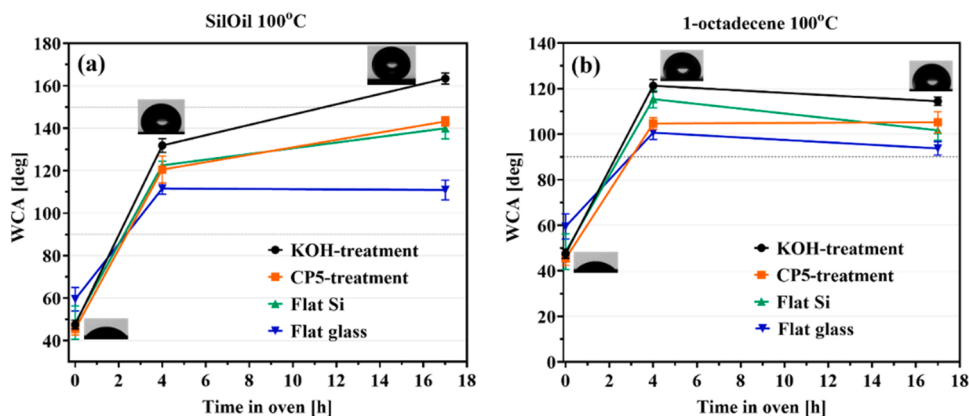 SilOil 100°C
(a)
WCA [deg]
180
160
140
120
100
80
60
40
0 2 4 6 8 10 12 14 16 18
Time in oven [h]
KOH-treatment
CP5-treatment
Flat Si
Flat glass
1-octadecene 100°C
(b)
WCA [deg]
140
120
100
80
60
40
20
0
0 2 4 6 8 10 12 14 16 18
Time in oven [h]
KOH-treatment
CP5-treatment
Flat Si
Flat glass